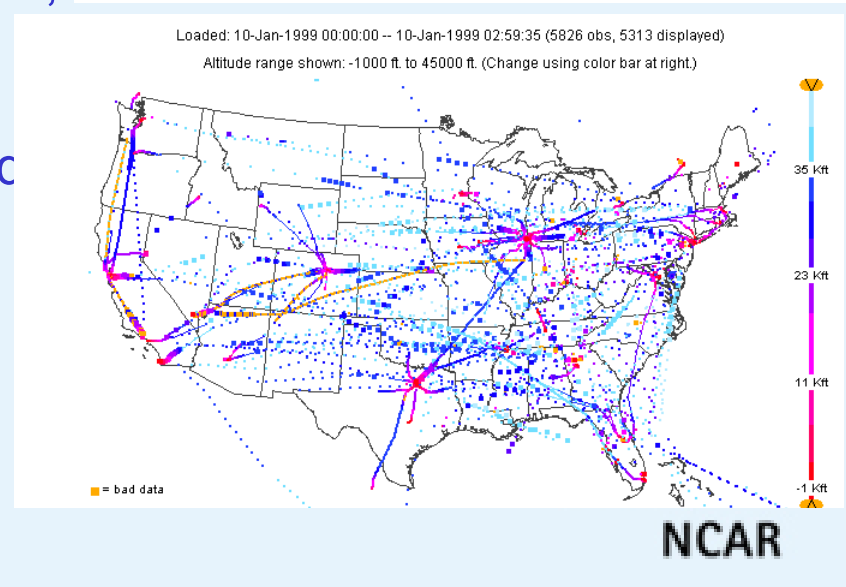 Loaded: 10-Jan-1999 00:00:00 -- 10-Jan-1999 02:59:35 (5826 obs, 5313 displayed)
Altitude range shown: -1000 ft. to 45000 ft. (Change using color bar at right.)
35 Kft
23 Kft
11 Kft
-1 Kft
= bad data
NCAR